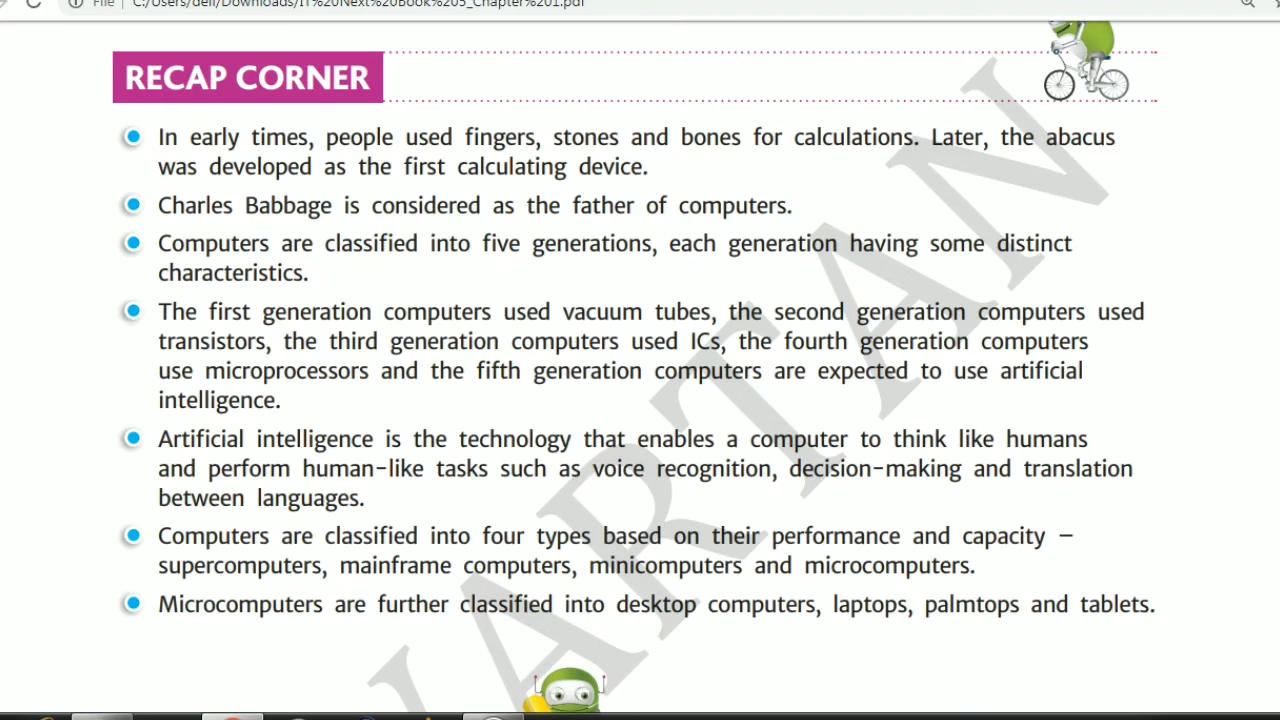 File
C:/Users/dell/Downloads/IT%20Next%20Book%205_Chapter%201.pdf
RECAP CORNER
In early times, people used fingers, stones and bones for calculations. Later, the abacus
was developed as the first calculating device.
Charles Babbage is considered as the father of computers.
Computers are classified into five generations, each generation having some distinct
characteristics.
The first generation computers used vacuum tubes, the second generation computers used
transistors, the third generation computers used ICs, the fourth generation computers
use microprocessors and the fifth generation computers are expected to use artificial
intelligence.
Artificial intelligence is the technology that enables a computer to think like humans
and perform human-like tasks such as voice recognition, decision-making and translation
between languages.
Computers are classified into four types based on their performance and capacity –
supercomputers, mainframe computers, minicomputers and microcomputers.
Microcomputers are further classified into desktop computers, laptops, palmtops and tablets.
VARTAN